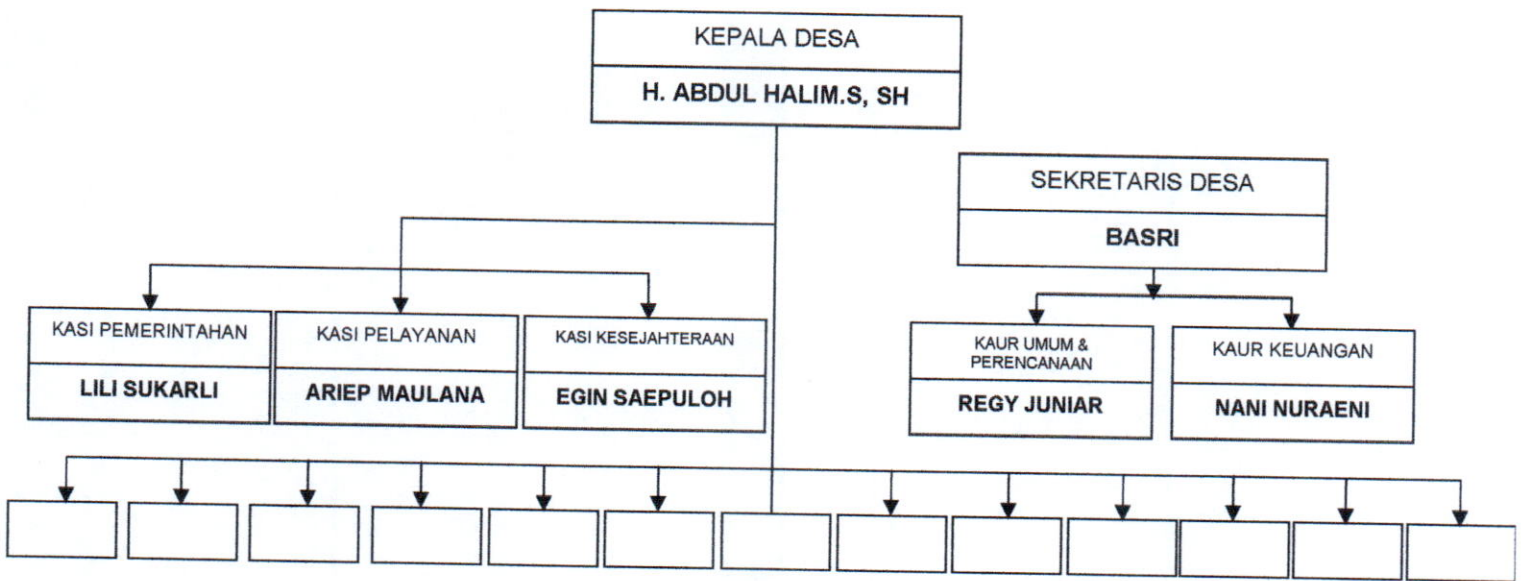 KEPALA DESA
H. ABDUL HALIM.S, SH
SEKRETARIS DESA
BASRI
KASI PEMERINTAHAN
LILI SUKARLI
KASI PELAYANAN
ARIEP MAULANA
KASI KESEJAHTERAAN
EGIN SAEPULOH
KAUR UMUM &
PERENCANAAN
REGY JUNIAR
KAUR KEUANGAN
NANI NURAENI